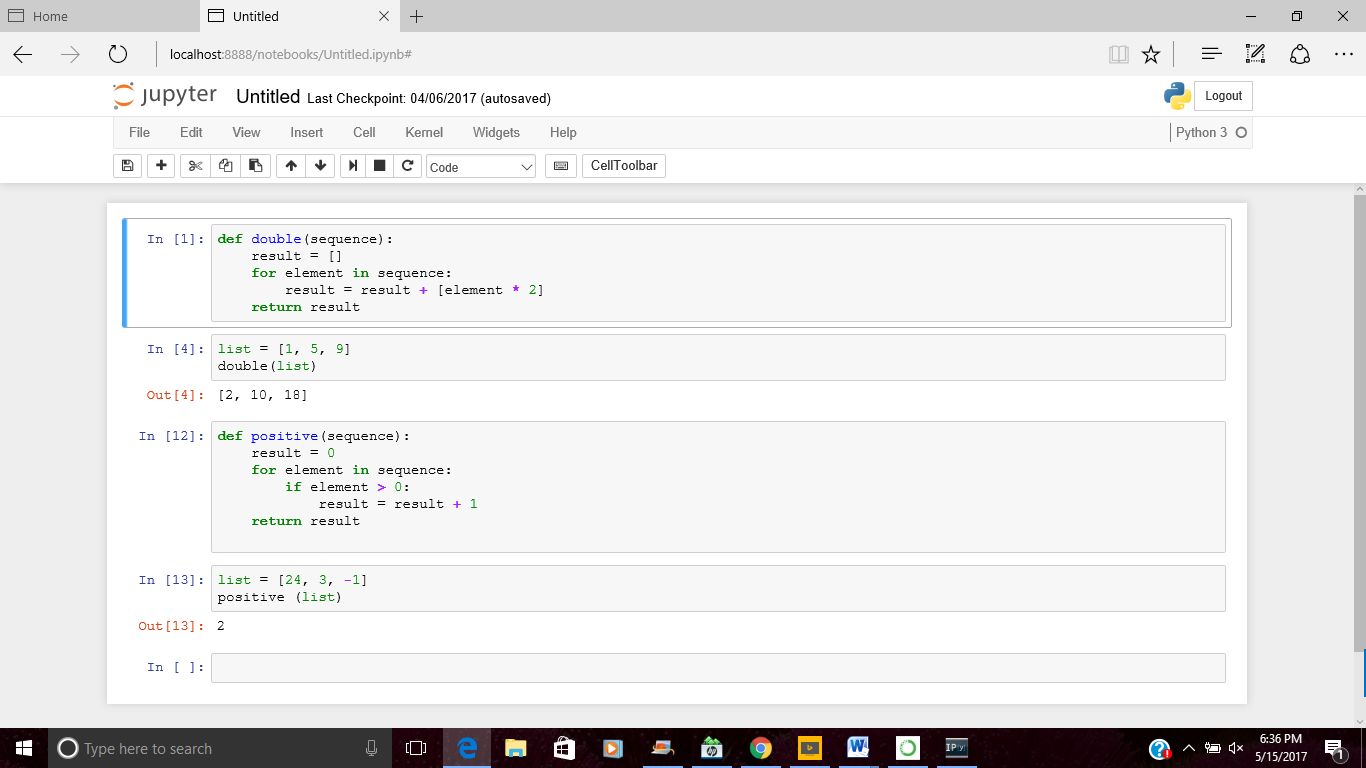 Home
Untitled
localhost:8888/notebooks/Untitled.ipynb#
jupyter Untitled Last Checkpoint: 04/06/2017 (autosaved)
Logout
File Edit View Insert Cell Kernel Widgets Help
Python 3
Code
CellToolbar
In [1]: def double(sequence):
    result = []
    for element in sequence:
        result = result + [element * 2]
    return result
In [4]: list = [1, 5, 9]
double(list)
Out[4]: [2, 10, 18]
In [12]: def positive(sequence):
    result = 0
    for element in sequence:
        if element > 0:
            result = result + 1
    return result
In [13]: list = [24, 3, -1]
positive (list)
Out[13]: 2
In [ ]:
Type here to search
6:36 PM
5/15/2017